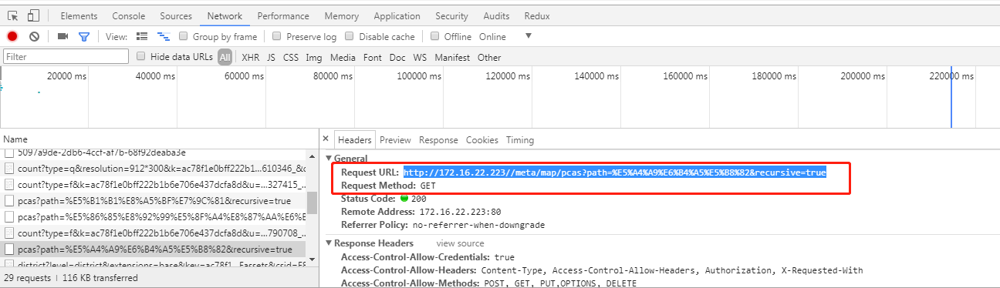 Elements Console Sources Network Performance Memory Application Security Audits Redux
View: Group by frame Preserve log Disable cache Offline Online
Filter Hide data URLs All XHR JS CSS Img Media Font Doc WS Manifest Other
20000 ms 40000 ms 60000 ms 80000 ms 100000 ms 120000 ms 140000 ms 160000 ms 180000 ms 200000 ms 220000 ms
Name
Headers Preview Response Cookies Timing
5097a9de-2db6-4ccf-af7b-68f92deaba3e
count?type=q&resolution=912*300&k=ac78f1e0bff222b1...610346_&c
count?type=f&k=ac78f1e0bff222b1b6e706e437dcfa8d&u=...327415_..
pcas?path=%E5%B1%B1%E8%A5%BF%E7%9C%81&recursive=true
pcas?path=%E5%86%85%E8%92%99%E5%8F%A4%E8%87%AA%E6%E
count?type=f&k=ac78f1e0bff222b1b6e706e437dcfa8d&u=...790708_..
pcas?path=%E5%A4%A9%E6%B4%A5%E5%B8%82&recursive=true
29 requests | 116 KB transferred
General
Request URL: http://172.16.22.223//meta/map/pcas?path=%E5%A4%A9%E6%B4%A5%E5%B8%82&recursive=true
Request Method: GET
Status Code: 200
Remote Address: 172.16.22.223:80
Referrer Policy: no-referrer-when-downgrade
Response Headers view source
Access-Control-Allow-Credentials: true
Access-Control-Allow-Headers: Content-Type, Access-Control-Allow-Headers, Authorization, X-Requested-With
Access-Control-Allow-Methods: POST, GET, PUT,OPTIONS, DELETE